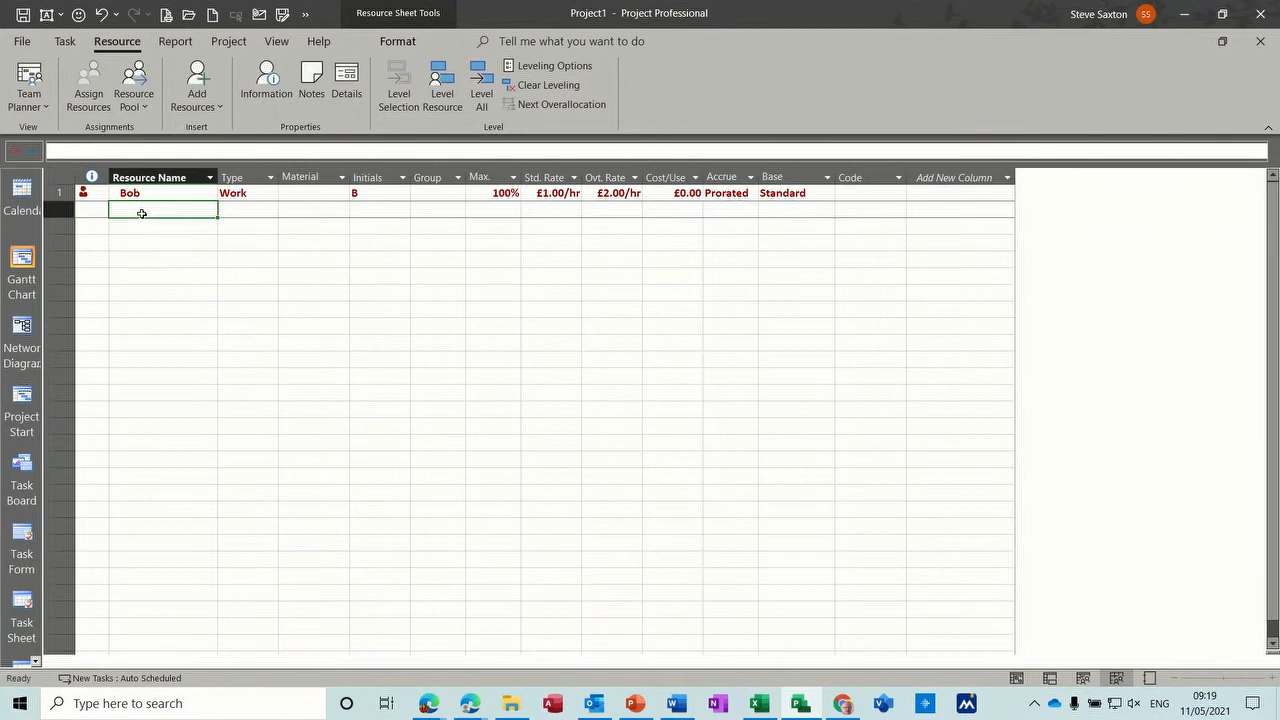 Resource Sheet Tools
Project1 - Project Professional
Steve Saxton
SS
File Task Resource Report Project View Help Format Tell me what you want to do
Team Planner
Assign Resources
Resource Pool
Add Resources
Information
Notes
Details
Level Selection
Level Resource
Level All
Leveling Options
Clear Leveling
Next Overallocation
View Assignments Insert Properties Level
Resource Name Type Material Initials Group Max. Std. Rate Ovt. Rate Cost/Use Accrue Base Code Add New Column
1 Bob Work B 100% £1.00/hr £2.00/hr £0.00 Prorated Standard
Calenda
Gantt
Chart
Networ
Diagran
Project
Start
Task
Board
Task
Form
Task
Sheet
Ready New Tasks : Auto Scheduled
Type here to search
ENG
09:19
11/05/2021